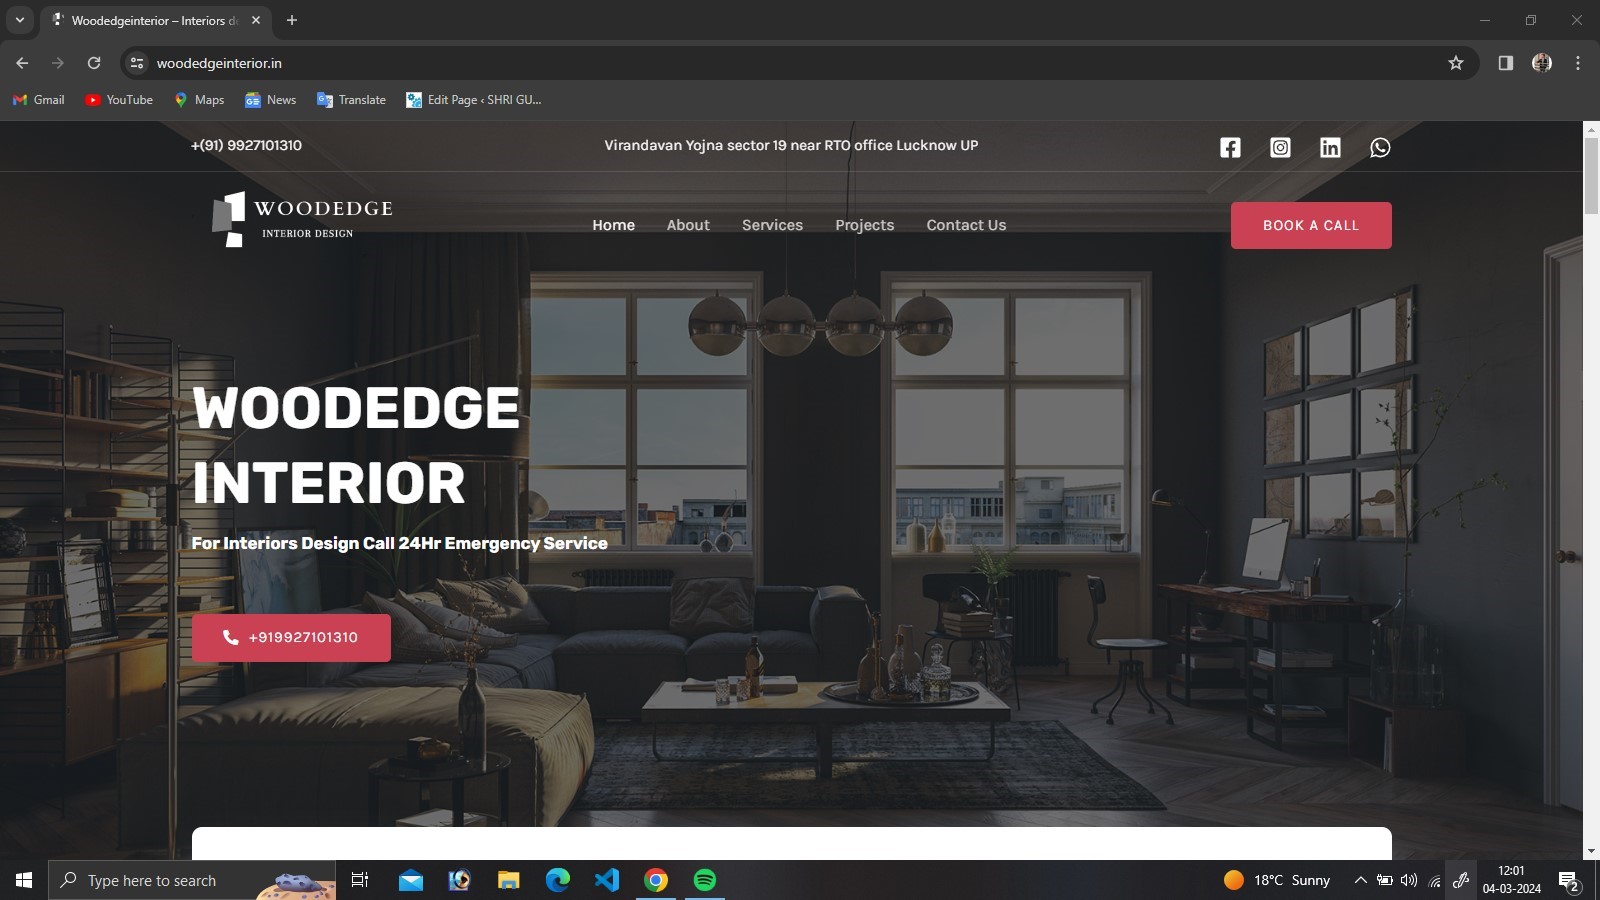 Woodedgeinterior – Interiors de
woodedgeinterior.in
Gmail
YouTube
Maps
News
Translate
Edit Page ‹ SHRI GU...
+(91) 9927101310
Virandavan Yojna sector 19 near RTO office Lucknow UP
WOODEDGE
INTERIOR DESIGN
Home
About
Services
Projects
Contact Us
BOOK A CALL
WOODEDGE
INTERIOR
For Interiors Design Call 24Hr Emergency Service
+919927101310
Type here to search
18°C Sunny
12:01
04-03-2024
2